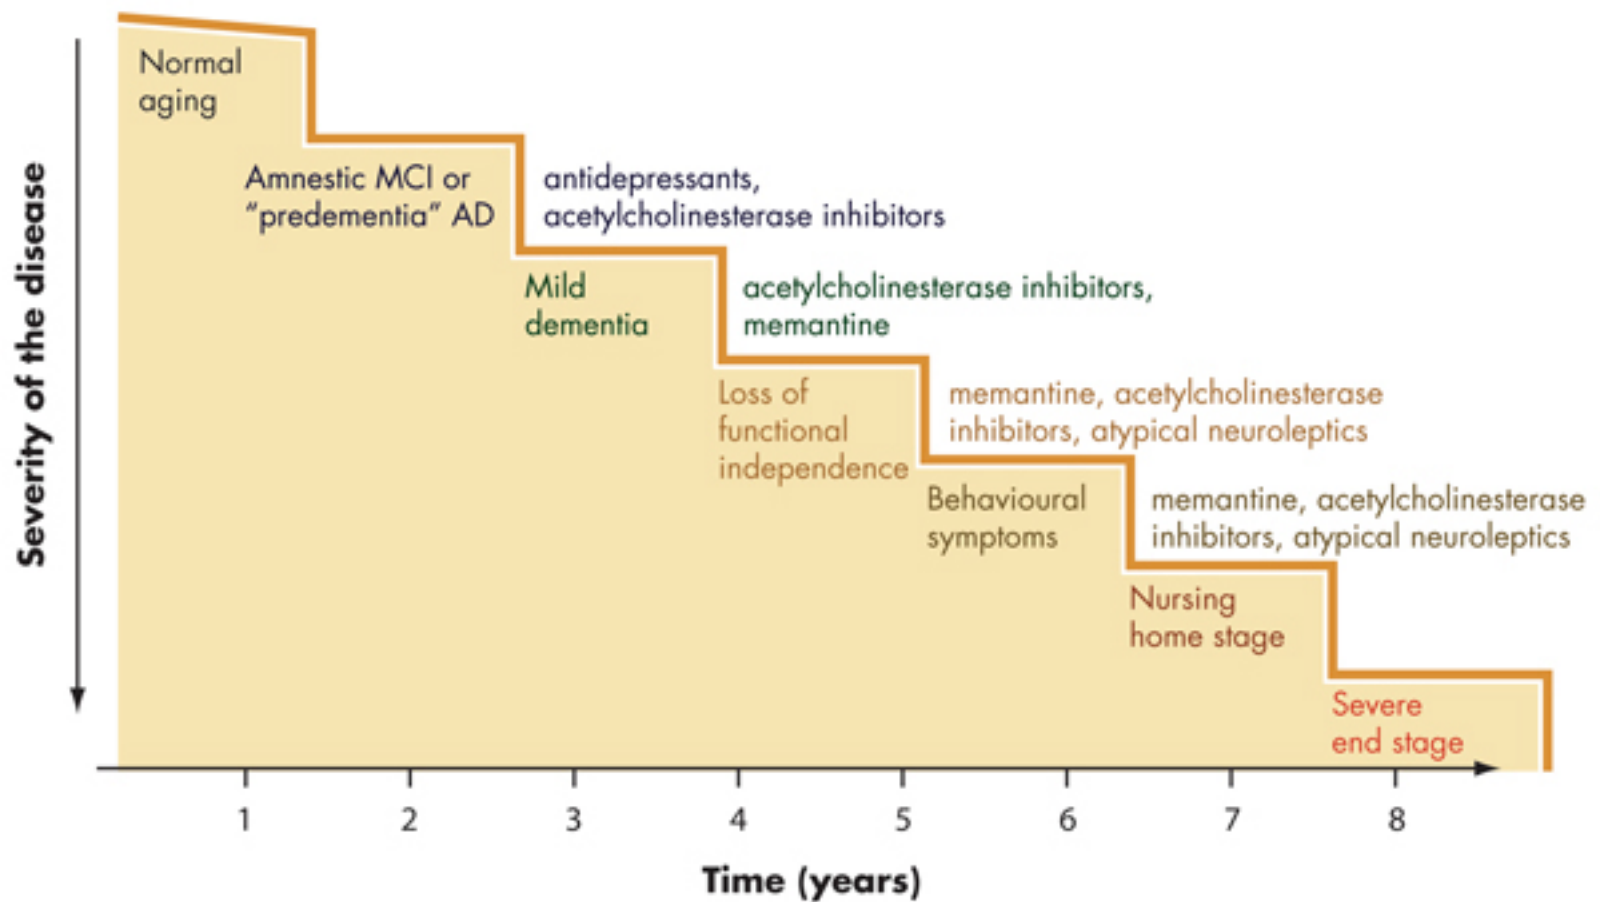 Normal
aging
Amnestic MCI or
“predementia” AD
antidepressants,
acetylcholinesterase inhibitors
Mild
dementia
acetylcholinesterase inhibitors,
memantine
Loss of
functional
independence
memantine, acetylcholinesterase
inhibitors, atypical neuroleptics
Behavioural
symptoms
memantine, acetylcholinesterase
inhibitors, atypical neuroleptics
Nursing
home stage
Severe
end stage
Severity of the disease
1 2 3 4 5 6 7 8
Time (years)